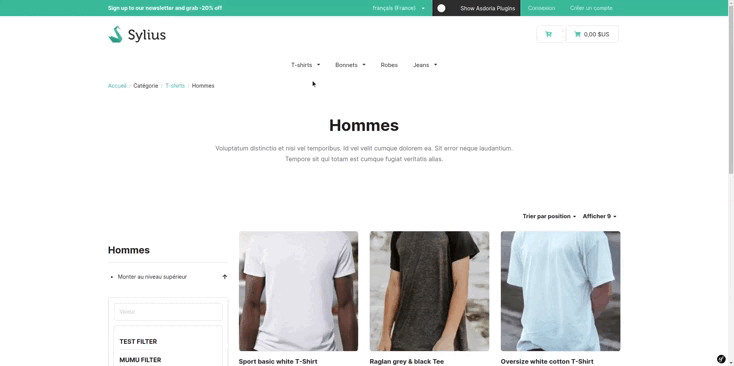 Sign up to our newsletter and grab -20% off
français (France)
Show Asdoria Plugins
Connexion
Créer un compte
Sylius
0,00 $US
T-shirts
Bonnets
Robes
Jeans
Accueil / Catégorie / T-shirts / Hommes
Hommes
Voluptatum distinctio et nisi vel temporibus. Id vel velit cumque dolorem ea. Sit error neque laudantium.
Tempore sit qui totam est cumque fugiat veritatis alias.
Trier par position
Afficher 9
Hommes
Monter au niveau supérieur
TEST FILTER
MUMU FILTER
Sport basic white T-Shirt
Raglan grey & black Tee
Oversize white cotton T-Shirt